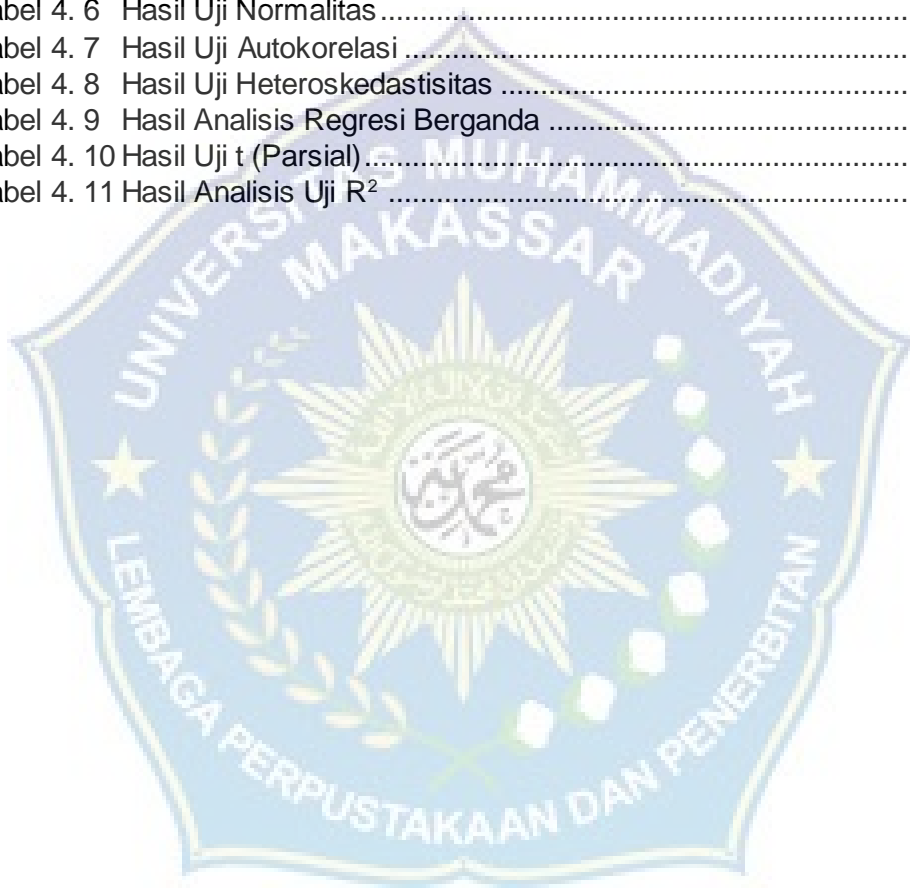 abel 4. 6 Hasil Uji Normalitas
abel 4. 7 Hasil Uji Autokorelasi
abel 4. 8 Hasil Uji Heteroskedastisitas
abel 4. 9 Hasil Analisis Regresi Berganda
abel 4. 10 Hasil Uji t (Parsial)
abel 4. 11 Hasil Analisis Uji R²
UNIVERSITAS MUHAMMADIYAH
MAKASSAR
LEMBAGA PERPUSTAKAAN DAN PENERBITAN